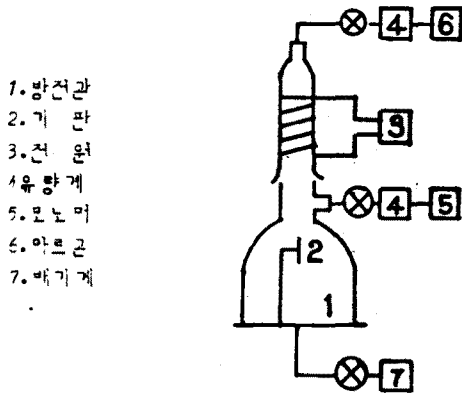 1. 방전관
2. 기 판
3. 전 원
4 유량계
5. 모노머
6. 아르곤
7. 배기계
4 6
3
4 5
2
1
7